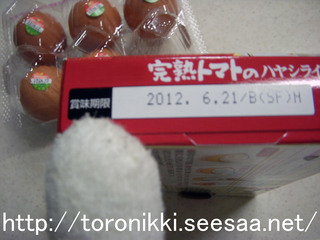 完熟トマトのハヤシライ
賞味期限 2012. 6.21/B(SF)H
http://toronikki.seesaa.net/